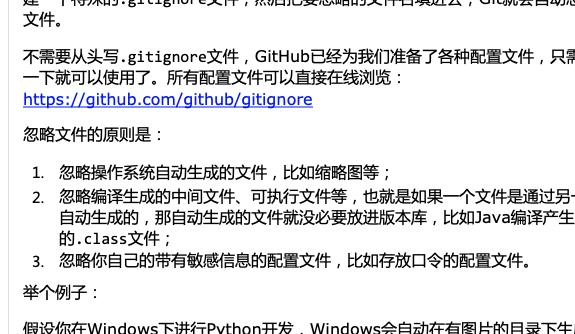 建一个特殊的.gitignore文件，然后把要忽略的文件名填进去，Git就会自动忽
文件。
不需要从头写.gitignore文件，GitHub已经为我们准备了各种配置文件，只需
一下就可以使用了。所有配置文件可以直接在线浏览：
https://github.com/github/gitignore
忽略文件的原则是：
1. 忽略操作系统自动生成的文件，比如缩略图等；
2. 忽略编译生成的中间文件、可执行文件等，也就是如果一个文件是通过另一
自动生成的，那自动生成的文件就没必要放进版本库，比如Java编译产生
的.class文件；
3. 忽略你自己的带有敏感信息的配置文件，比如存放口令的配置文件。
举个例子：
假设你在Windows下进行Python开发，Windows会自动在有图片的目录下生